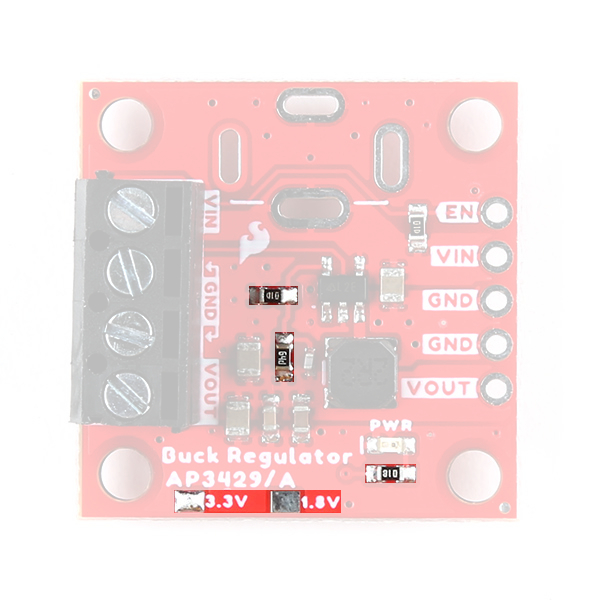 VIN
GND
VOUT
EN
VIN
GND
GND
VOUT
PWR
Buck Regulator
AP3429/A
3.3V
1.8V